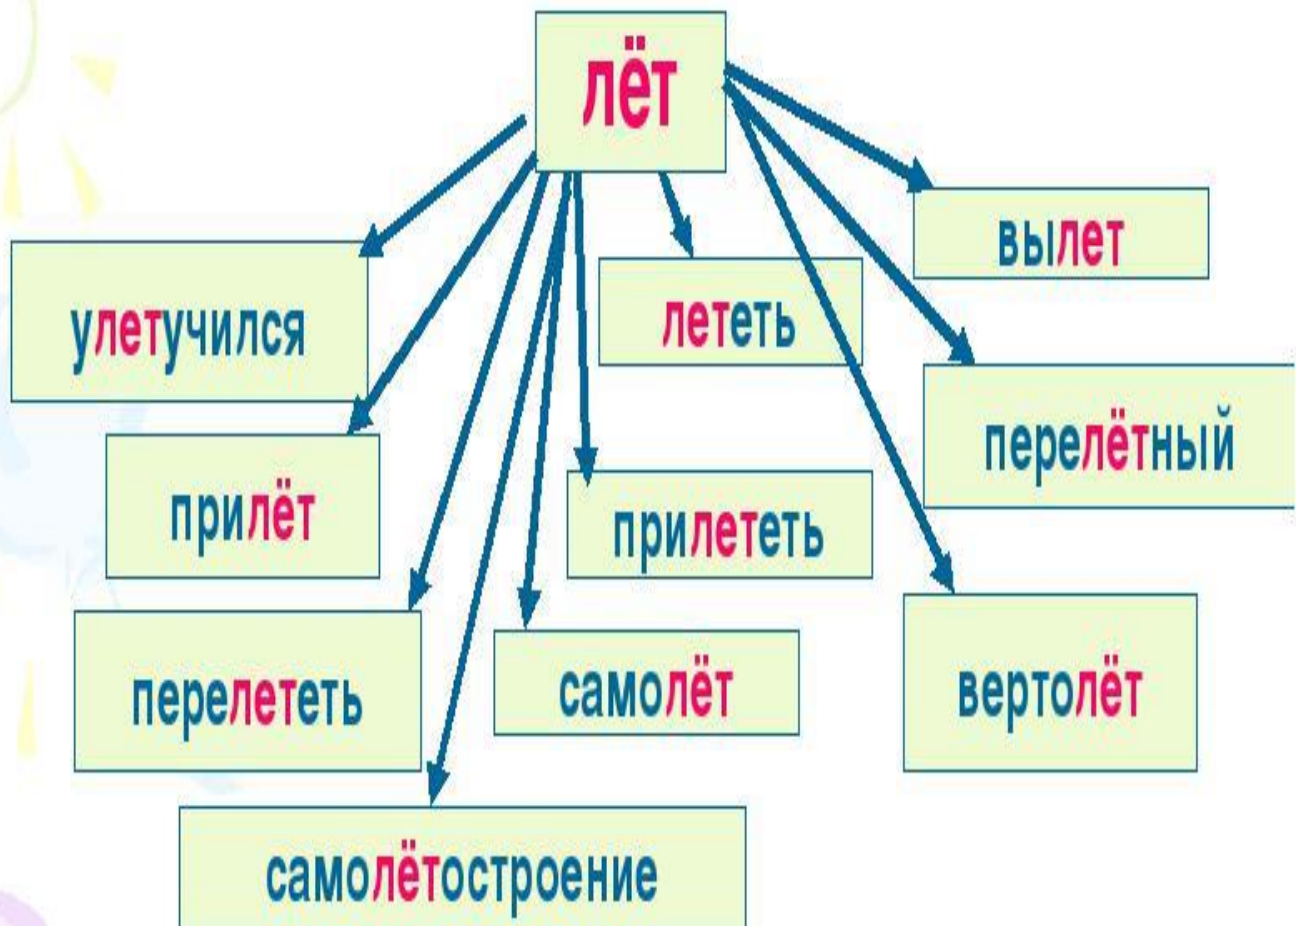 лёт
вылет
улетучился
лететь
перелётный
прилёт
прилететь
перелететь
самолёт
вертолёт
самолётостроение